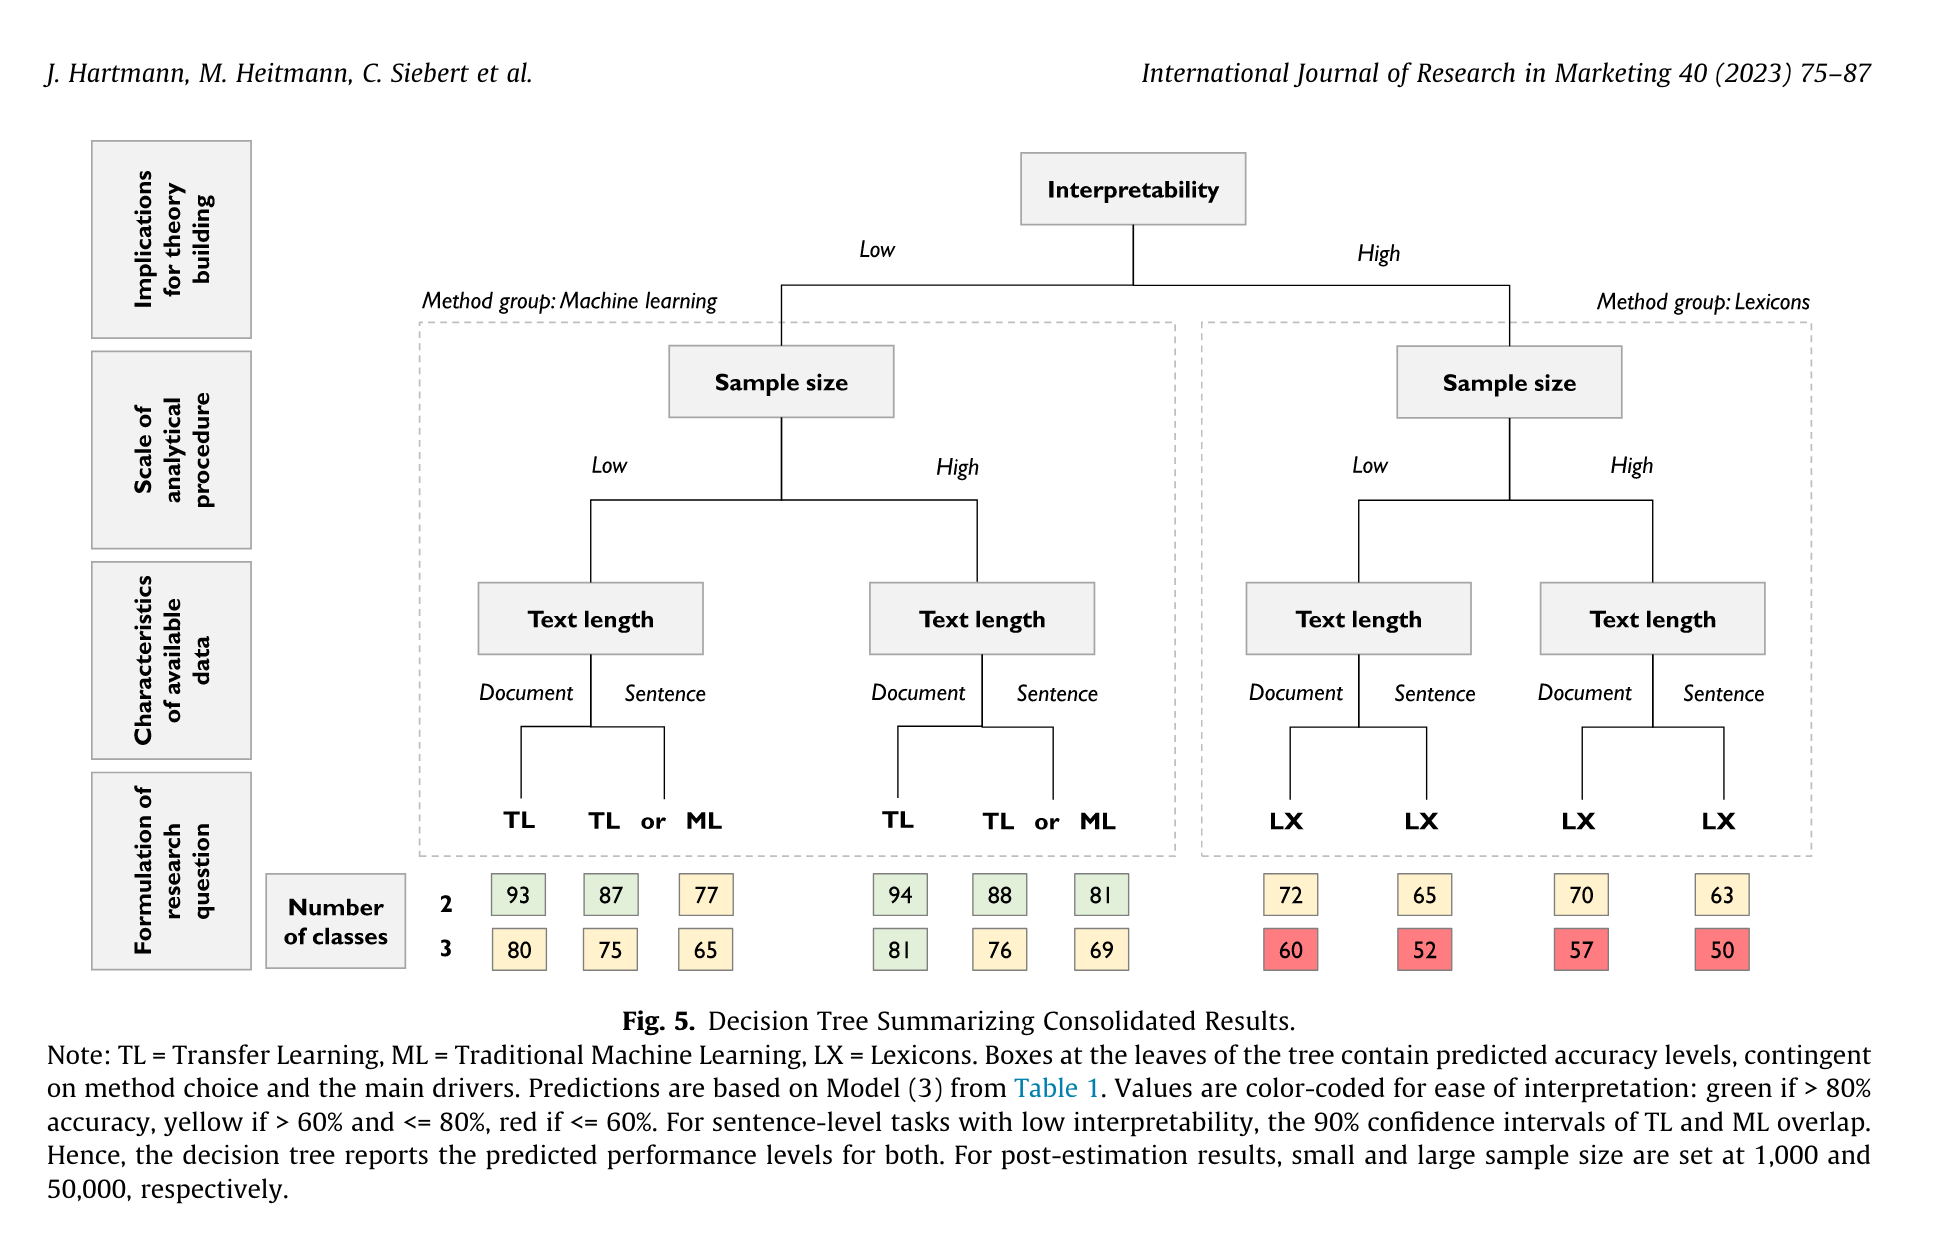 J. Hartmann, M. Heitmann, C. Siebert et al.
International Journal of Research in Marketing 40 (2023) 75–87
Implications
for theory
building
Interpretability
Low
High
Method group: Machine learning
Method group: Lexicons
Scale of
analytical
procedure
Sample size
Sample size
Low
High
Low
High
Characteristics
of available
data
Text length
Text length
Text length
Text length
Document
Sentence
Document
Sentence
Document
Sentence
Document
Sentence
Formulation of
research
question
TL
TL or ML
TL
TL or ML
LX
LX
LX
LX
Number
of classes
2 93 87 77 94 88 81 72 65 70 63
3 80 75 65 81 76 69 60 52 57 50
Fig. 5. Decision Tree Summarizing Consolidated Results.
Note: TL = Transfer Learning, ML = Traditional Machine Learning, LX = Lexicons. Boxes at the leaves of the tree contain predicted accuracy levels, contingent
on method choice and the main drivers. Predictions are based on Model (3) from Table 1. Values are color-coded for ease of interpretation: green if > 80%
accuracy, yellow if > 60% and <= 80%, red if <= 60%. For sentence-level tasks with low interpretability, the 90% confidence intervals of TL and ML overlap.
Hence, the decision tree reports the predicted performance levels for both. For post-estimation results, small and large sample size are set at 1,000 and
50,000, respectively.